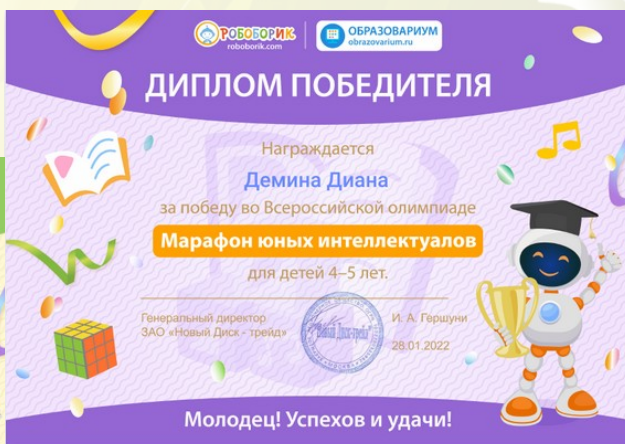 РОБОБОРИК
roboborik.com
ОБРАЗОВАРИУМ
obrazovarium.ru
ДИПЛОМ ПОБЕДИТЕЛЯ
Награждается
Демина Диана
за победу во Всероссийской олимпиаде
Марафон юных интеллектуалов
для детей 4–5 лет.
Генеральный директор
ЗАО «Новый Диск - трейд»
И. А. Гершуни
28.01.2022
Молодец! Успехов и удачи!